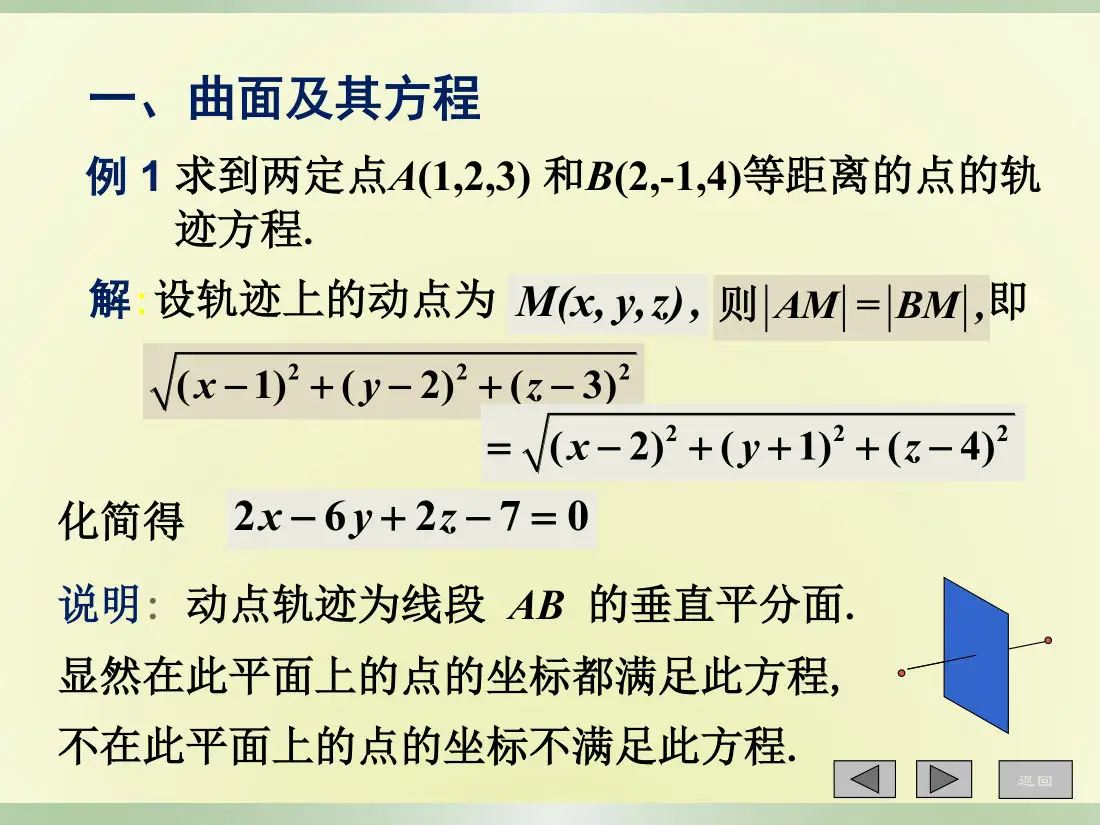 一、曲面及其方程
例 1 求到两定点A(1,2,3) 和B(2,-1,4)等距离的点的轨
迹方程.
解:设轨迹上的动点为 M(x, y, z), 则|AM| = |BM|,即
√((x − 1)² + (y − 2)² + (z − 3)²)
= √((x − 2)² + (y + 1)² + (z − 4)²)
化简得 2x − 6y + 2z − 7 = 0
说明: 动点轨迹为线段 AB 的垂直平分面.
显然在此平面上的点的坐标都满足此方程,
不在此平面上的点的坐标不满足此方程.
返回